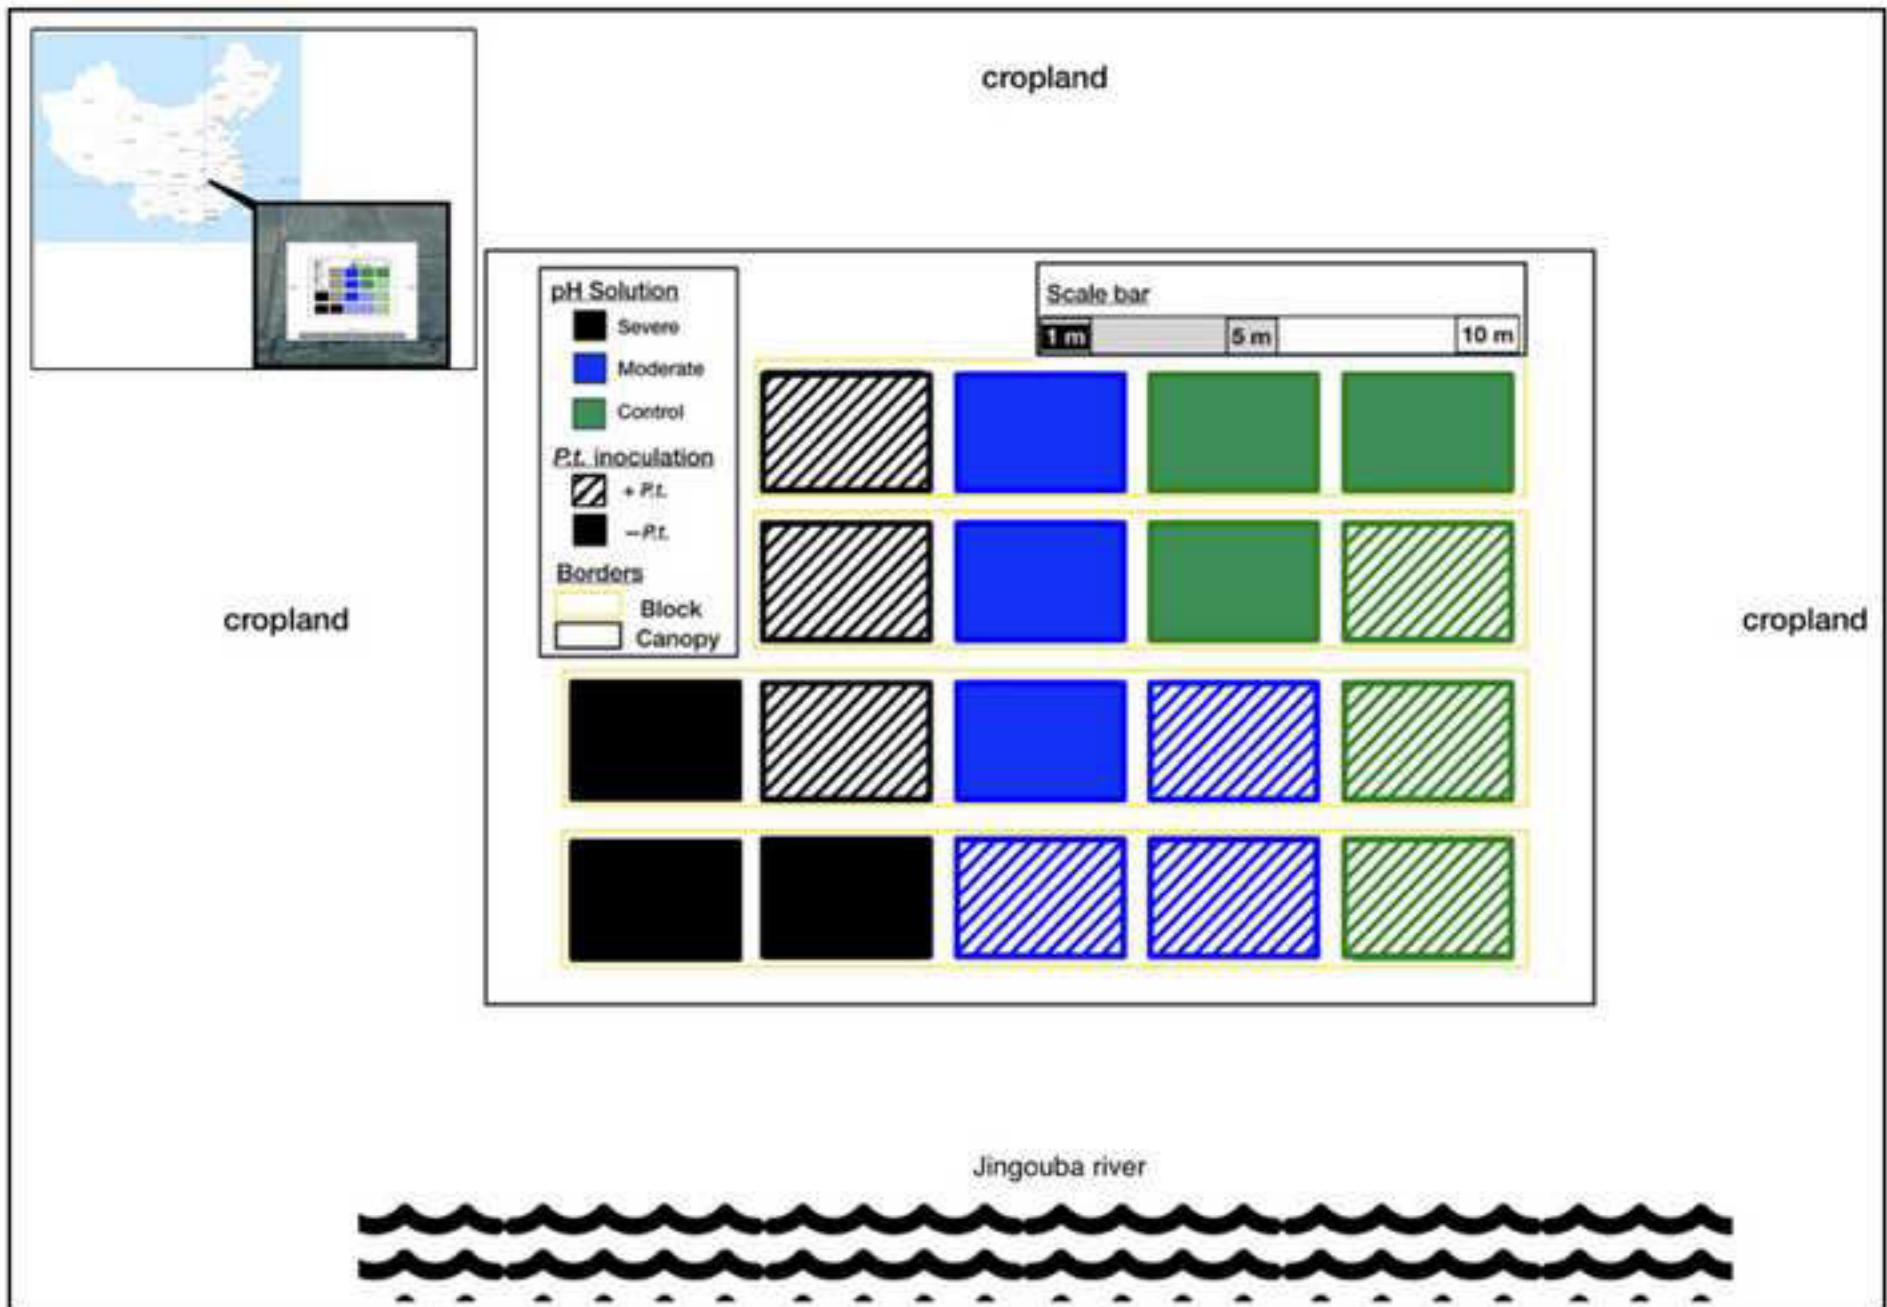 cropland
pH Solution
Severe
Moderate
Control
P.t. inoculation
+ P.t.
–P.t.
Borders
Block
Canopy
Scale bar
1 m
5 m
10 m
cropland
cropland
Jingouba river